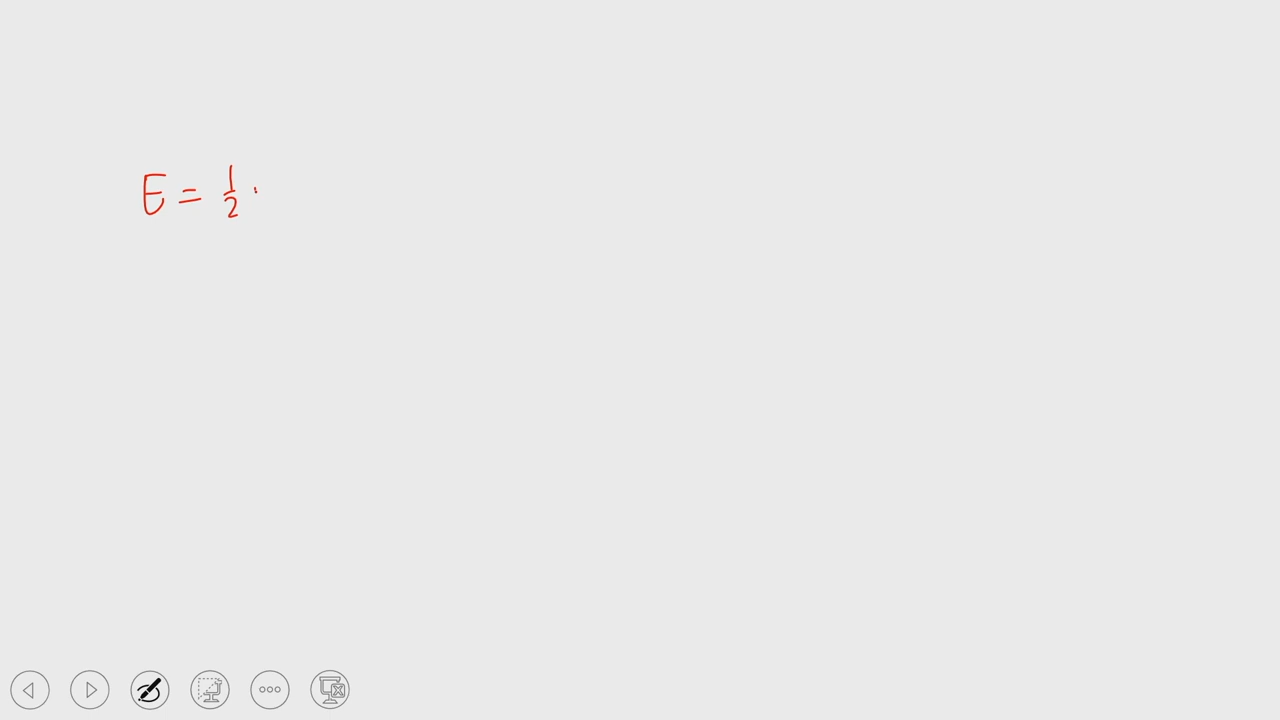 E = 1/2 ·